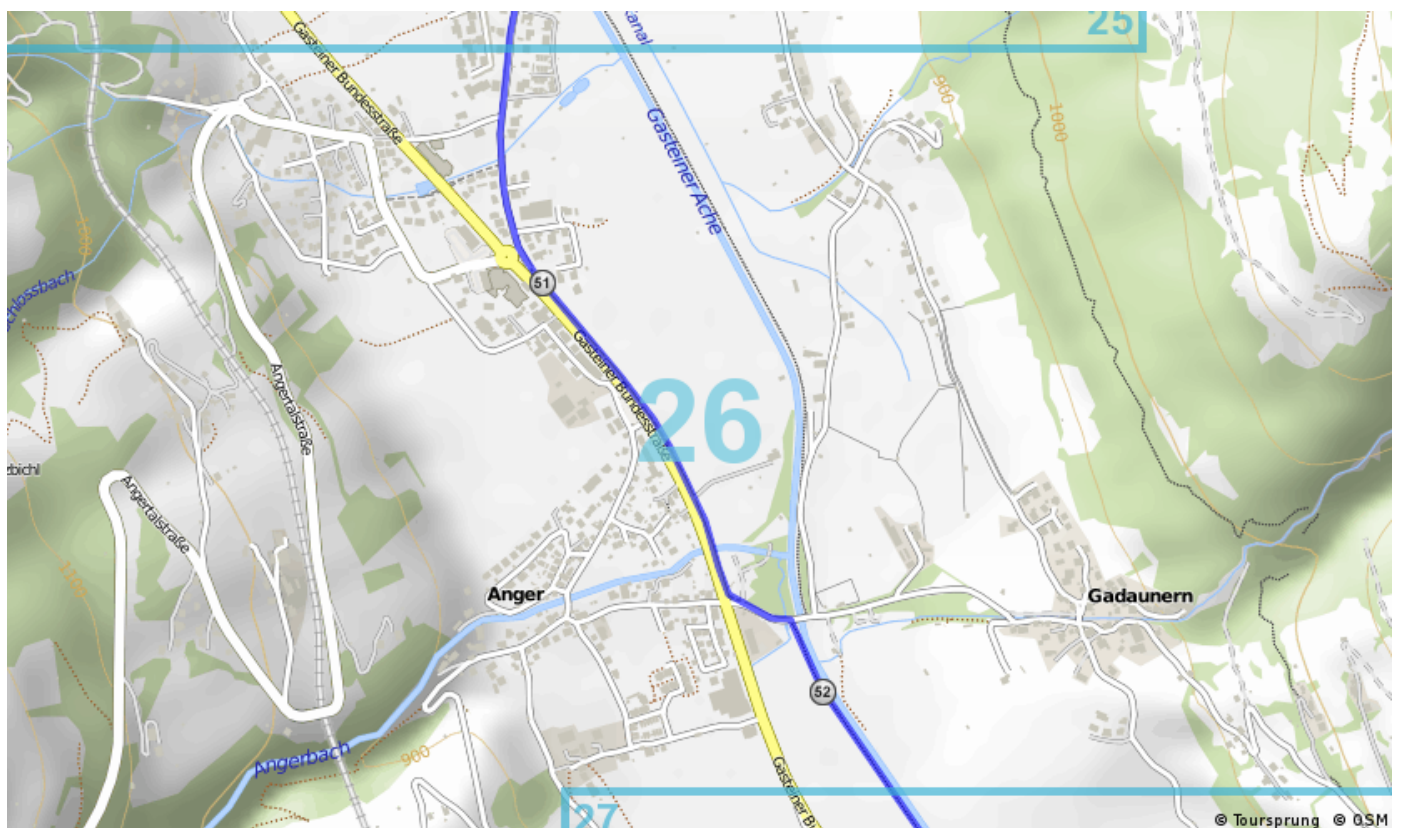 25
Gasteiner Bundesstraße
Kanal
900
1000
Gasteiner Ache
Schlossbach
51
Gasteiner Bundesstraße
26
Angertalstraße
Angertalstraße
Anger
Gadaunern
52
Angerbach
900
Gasteiner Bu
27
© Toursprung © OSM